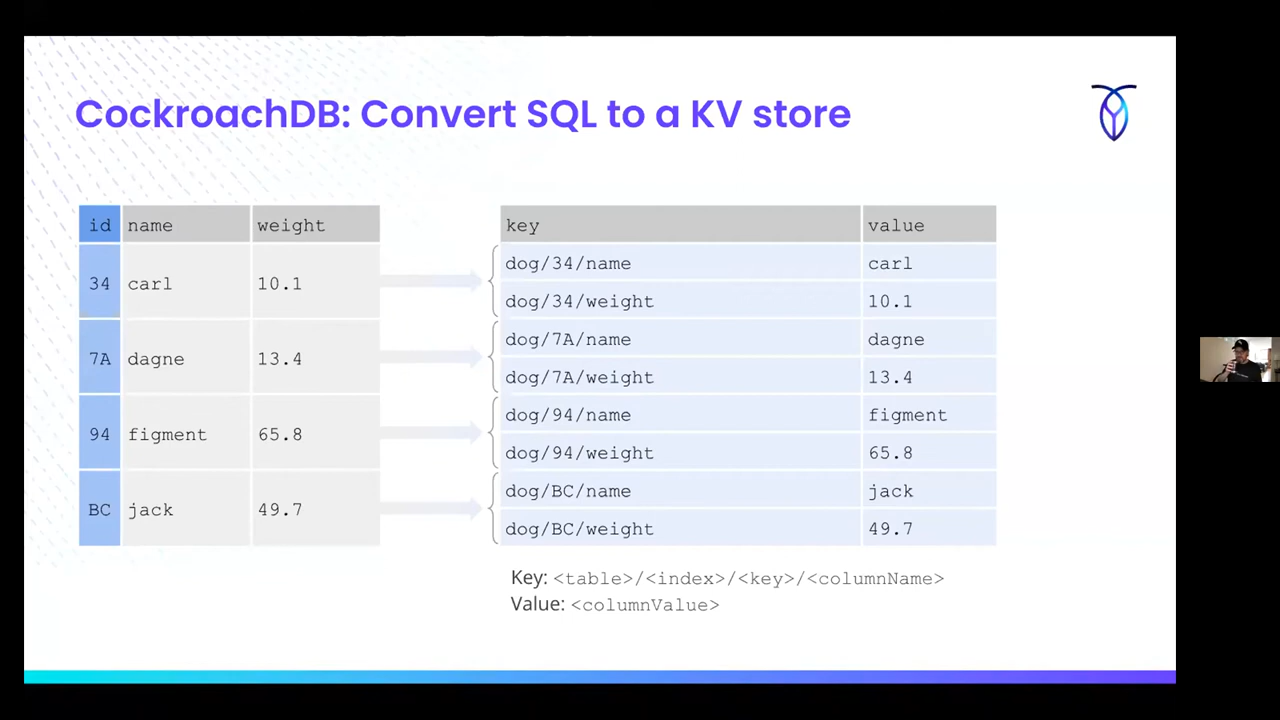 CockroachDB: Convert SQL to a KV store
id name weight
34 carl 10.1
7A dagne 13.4
94 figment 65.8
BC jack 49.7
key value
dog/34/name carl
dog/34/weight 10.1
dog/7A/name dagne
dog/7A/weight 13.4
dog/94/name figment
dog/94/weight 65.8
dog/BC/name jack
dog/BC/weight 49.7
Key: <table>/<index>/<key>/<columnName>
Value: <columnValue>